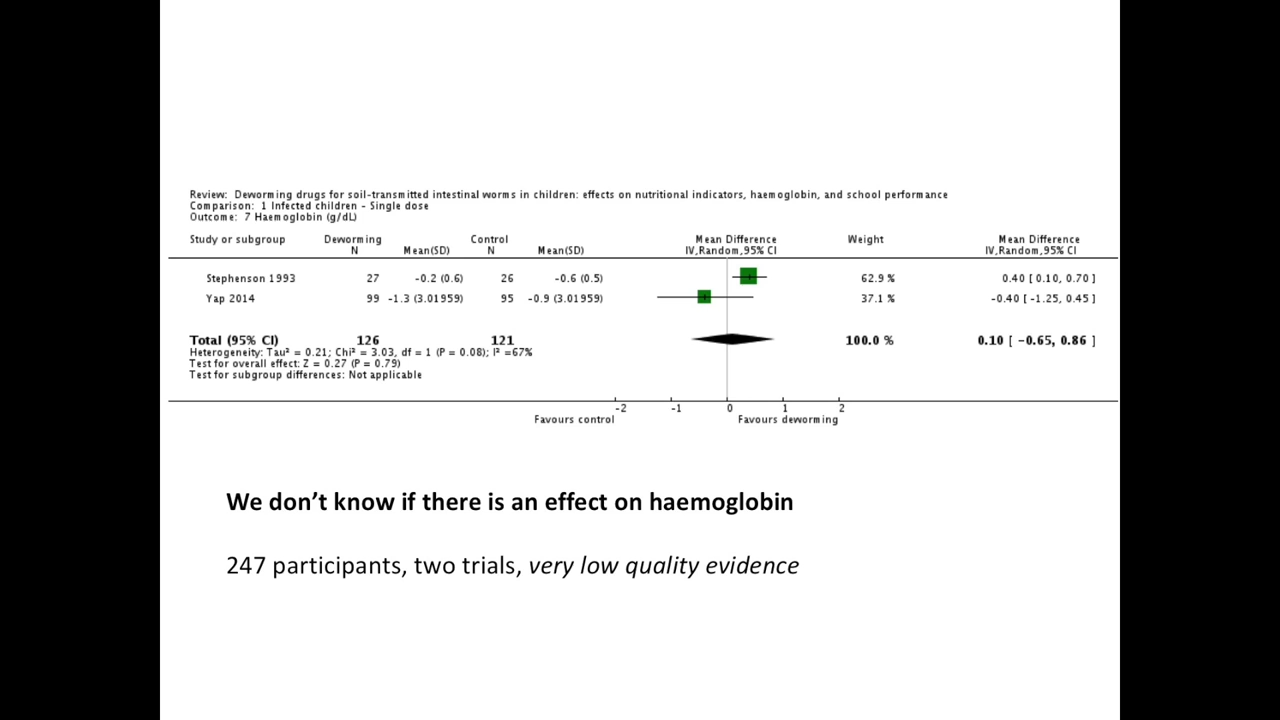 Review: Deworming drugs for soil-transmitted intestinal worms in children: effects on nutritional indicators, haemoglobin, and school performance
Comparison: 1 Infected children - Single dose
Outcome: 7 Haemoglobin (g/dL)
Study or subgroup Deworming Control Mean Difference Weight Mean Difference
N Mean(SD) N Mean(SD) IV,Random,95% CI IV,Random,95% CI
Stephenson 1993 27 -0.2 (0.6) 26 -0.6 (0.5) 62.9 % 0.40 [ 0.10, 0.70 ]
Yap 2014 99 -1.3 (3.01959) 95 -0.9 (3.01959) 37.1 % -0.40 [ -1.25, 0.45 ]
Total (95% CI) 126 121 100.0 % 0.10 [ -0.65, 0.86 ]
Heterogeneity: Tau² = 0.21; Chi² = 3.03, df = 1 (P = 0.08); I² =67%
Test for overall effect: Z = 0.27 (P = 0.79)
Test for subgroup differences: Not applicable
-2 -1 0 1 2
Favours control Favours deworming
We don’t know if there is an effect on haemoglobin
247 participants, two trials, very low quality evidence